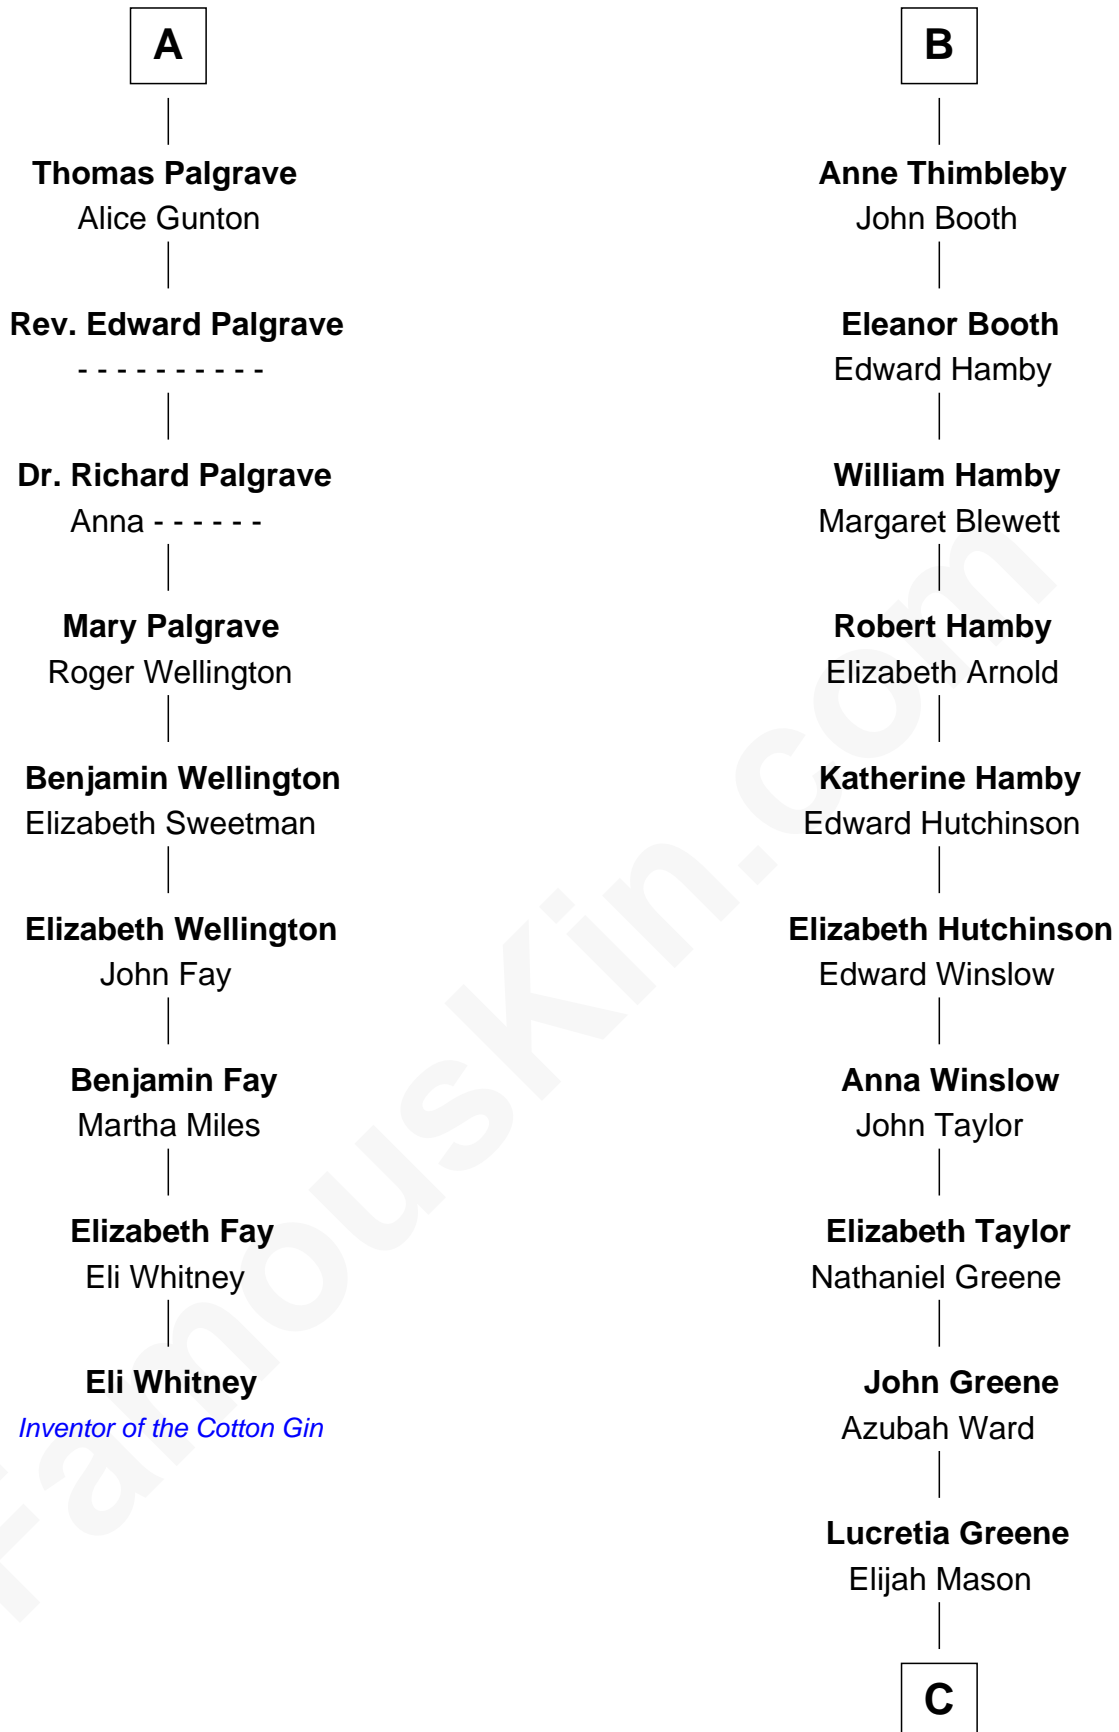 A
Thomas Palgrave
Alice Gunton
Rev. Edward Palgrave
- - - - - - - - - -
Dr. Richard Palgrave
Anna - - - - - -
Mary Palgrave
Roger Wellington
Benjamin Wellington
Elizabeth Sweetman
Elizabeth Wellington
John Fay
Benjamin Fay
Martha Miles
Elizabeth Fay
Eli Whitney
Eli Whitney
Inventor of the Cotton Gin
B
Anne Thimbleby
John Booth
Eleanor Booth
Edward Hamby
William Hamby
Margaret Blewett
Robert Hamby
Elizabeth Arnold
Katherine Hamby
Edward Hutchinson
Elizabeth Hutchinson
Edward Winslow
Anna Winslow
John Taylor
Elizabeth Taylor
Nathaniel Greene
John Greene
Azubah Ward
Lucretia Greene
Elijah Mason
C
FamousKin.com